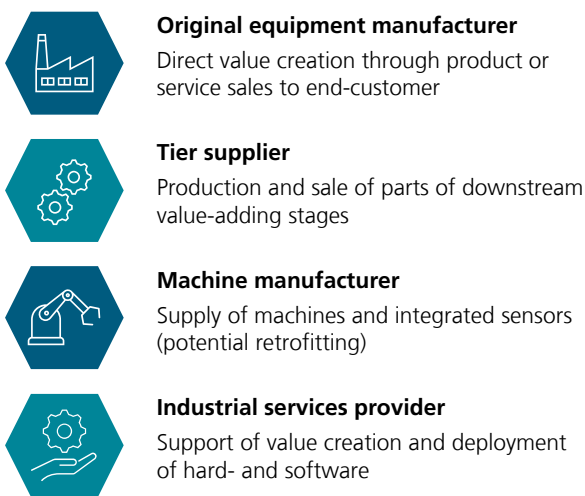 Original equipment manufacturer
Direct value creation through product or
service sales to end-customer
Tier supplier
Production and sale of parts of downstream
value-adding stages
Machine manufacturer
Supply of machines and integrated sensors
(potential retrofitting)
Industrial services provider
Support of value creation and deployment
of hard- and software